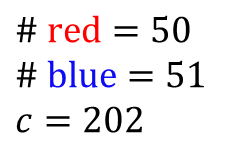 # red = 50
# blue = 51
c = 202